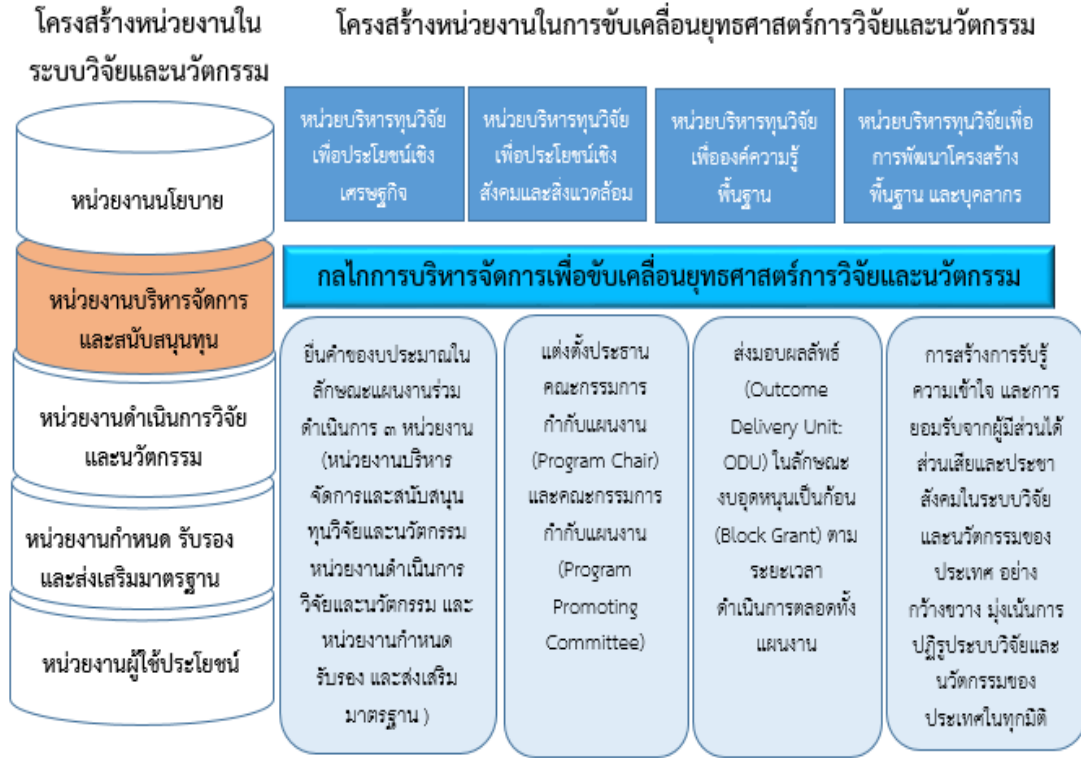 โครงสร้างหน่วยงานใน
ระบบวิจัยและนวัตกรรม
หน่วยงานนโยบาย
หน่วยงานบริหารจัดการ
และสนับสนุนทุน
หน่วยงานดำเนินการวิจัย
และนวัตกรรม
หน่วยงานกำหนด รับรอง
และส่งเสริมมาตรฐาน
หน่วยงานผู้ใช้ประโยชน์
โครงสร้างหน่วยงานในการขับเคลื่อนยุทธศาสตร์การวิจัยและนวัตกรรม
หน่วยบริหารทุนวิจัย
เพื่อประโยชน์เชิง
เศรษฐกิจ
หน่วยบริหารทุนวิจัย
เพื่อประโยชน์เชิง
สังคมและสิ่งแวดล้อม
หน่วยบริหารทุนวิจัย
เพื่อองค์ความรู้
พื้นฐาน
หน่วยบริหารทุนวิจัยเพื่อ
การพัฒนาโครงสร้าง
พื้นฐาน และบุคลากร
กลไกการบริหารจัดการเพื่อขับเคลื่อนยุทธศาสตร์การวิจัยและนวัตกรรม
ยื่นคำของบประมาณใน
ลักษณะแผนงานร่วม
ดำเนินการ ๓ หน่วยงาน
(หน่วยงานบริหาร
จัดการและสนับสนุน
ทุนวิจัยและนวัตกรรม
หน่วยงานดำเนินการ
วิจัยและนวัตกรรม และ
หน่วยงานกำหนด
รับรอง และส่งเสริม
มาตรฐาน )
แต่งตั้งประธาน
คณะกรรมการ
กำกับแผนงาน
(Program Chair)
และคณะกรรมการ
กำกับแผนงาน
(Program
Promoting
Committee)
ส่งมอบผลลัพธ์
(Outcome
Delivery Unit:
ODU) ในลักษณะ
งบอุดหนุนเป็นก้อน
(Block Grant) ตาม
ระยะเวลา
ดำเนินการตลอดทั้ง
แผนงาน
การสร้างการรับรู้
ความเข้าใจ และการ
ยอมรับจากผู้มีส่วนได้
ส่วนเสียและประชา
สังคมในระบบวิจัย
และนวัตกรรมของ
ประเทศ อย่าง
กว้างขวาง มุ่งเน้นการ
ปฏิรูประบบวิจัยและ
นวัตกรรมของ
ประเทศในทุกมิติ